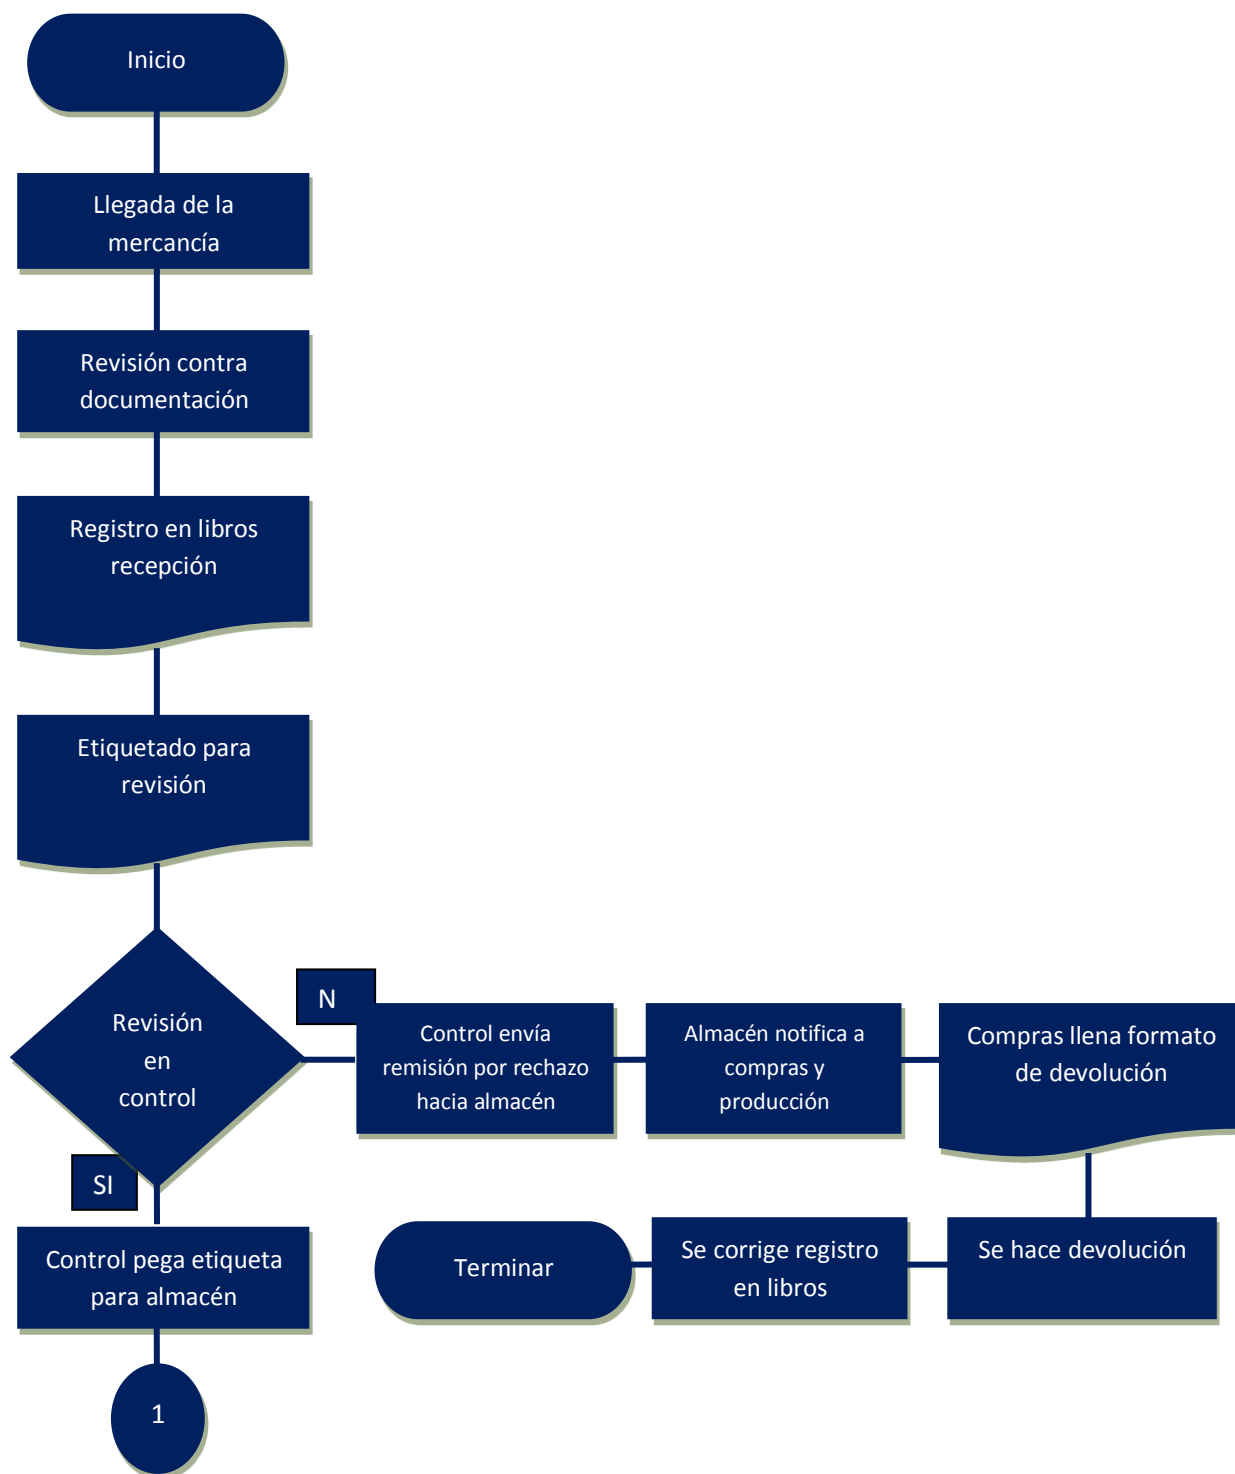 Inicio
Llegada de la
mercancía
Revisión contra
documentación
Registro en libros
recepción
Etiquetado para
revisión
Revisión
en
control
N
Control envía
remisión por rechazo
hacia almacén
Almacén notifica a
compras y
producción
Compras llena formato
de devolución
SI
Control pega etiqueta
para almacén
Terminar
Se corrige registro
en libros
Se hace devolución
1